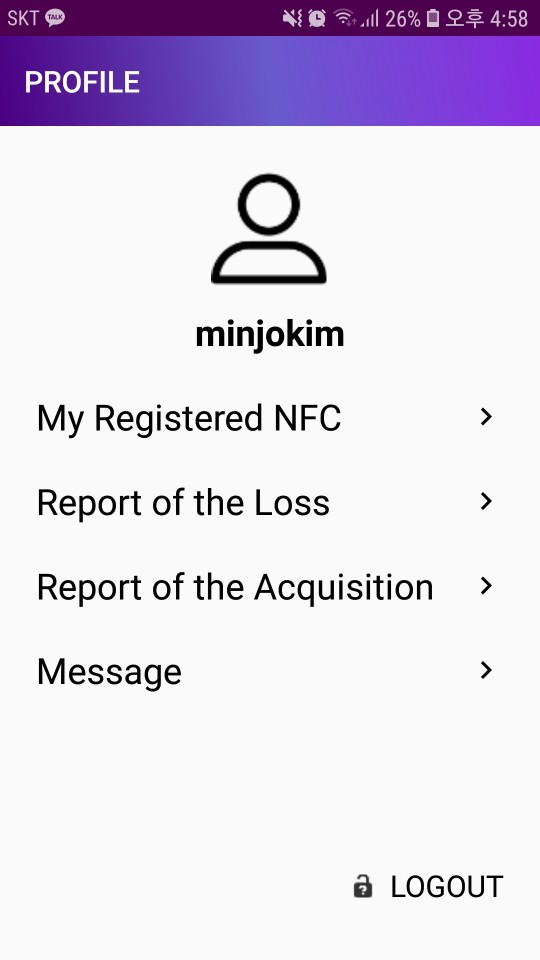 SKT TALK 26% 오후 4:58
PROFILE
minjokim
My Registered NFC
Report of the Loss
Report of the Acquisition
Message
LOGOUT